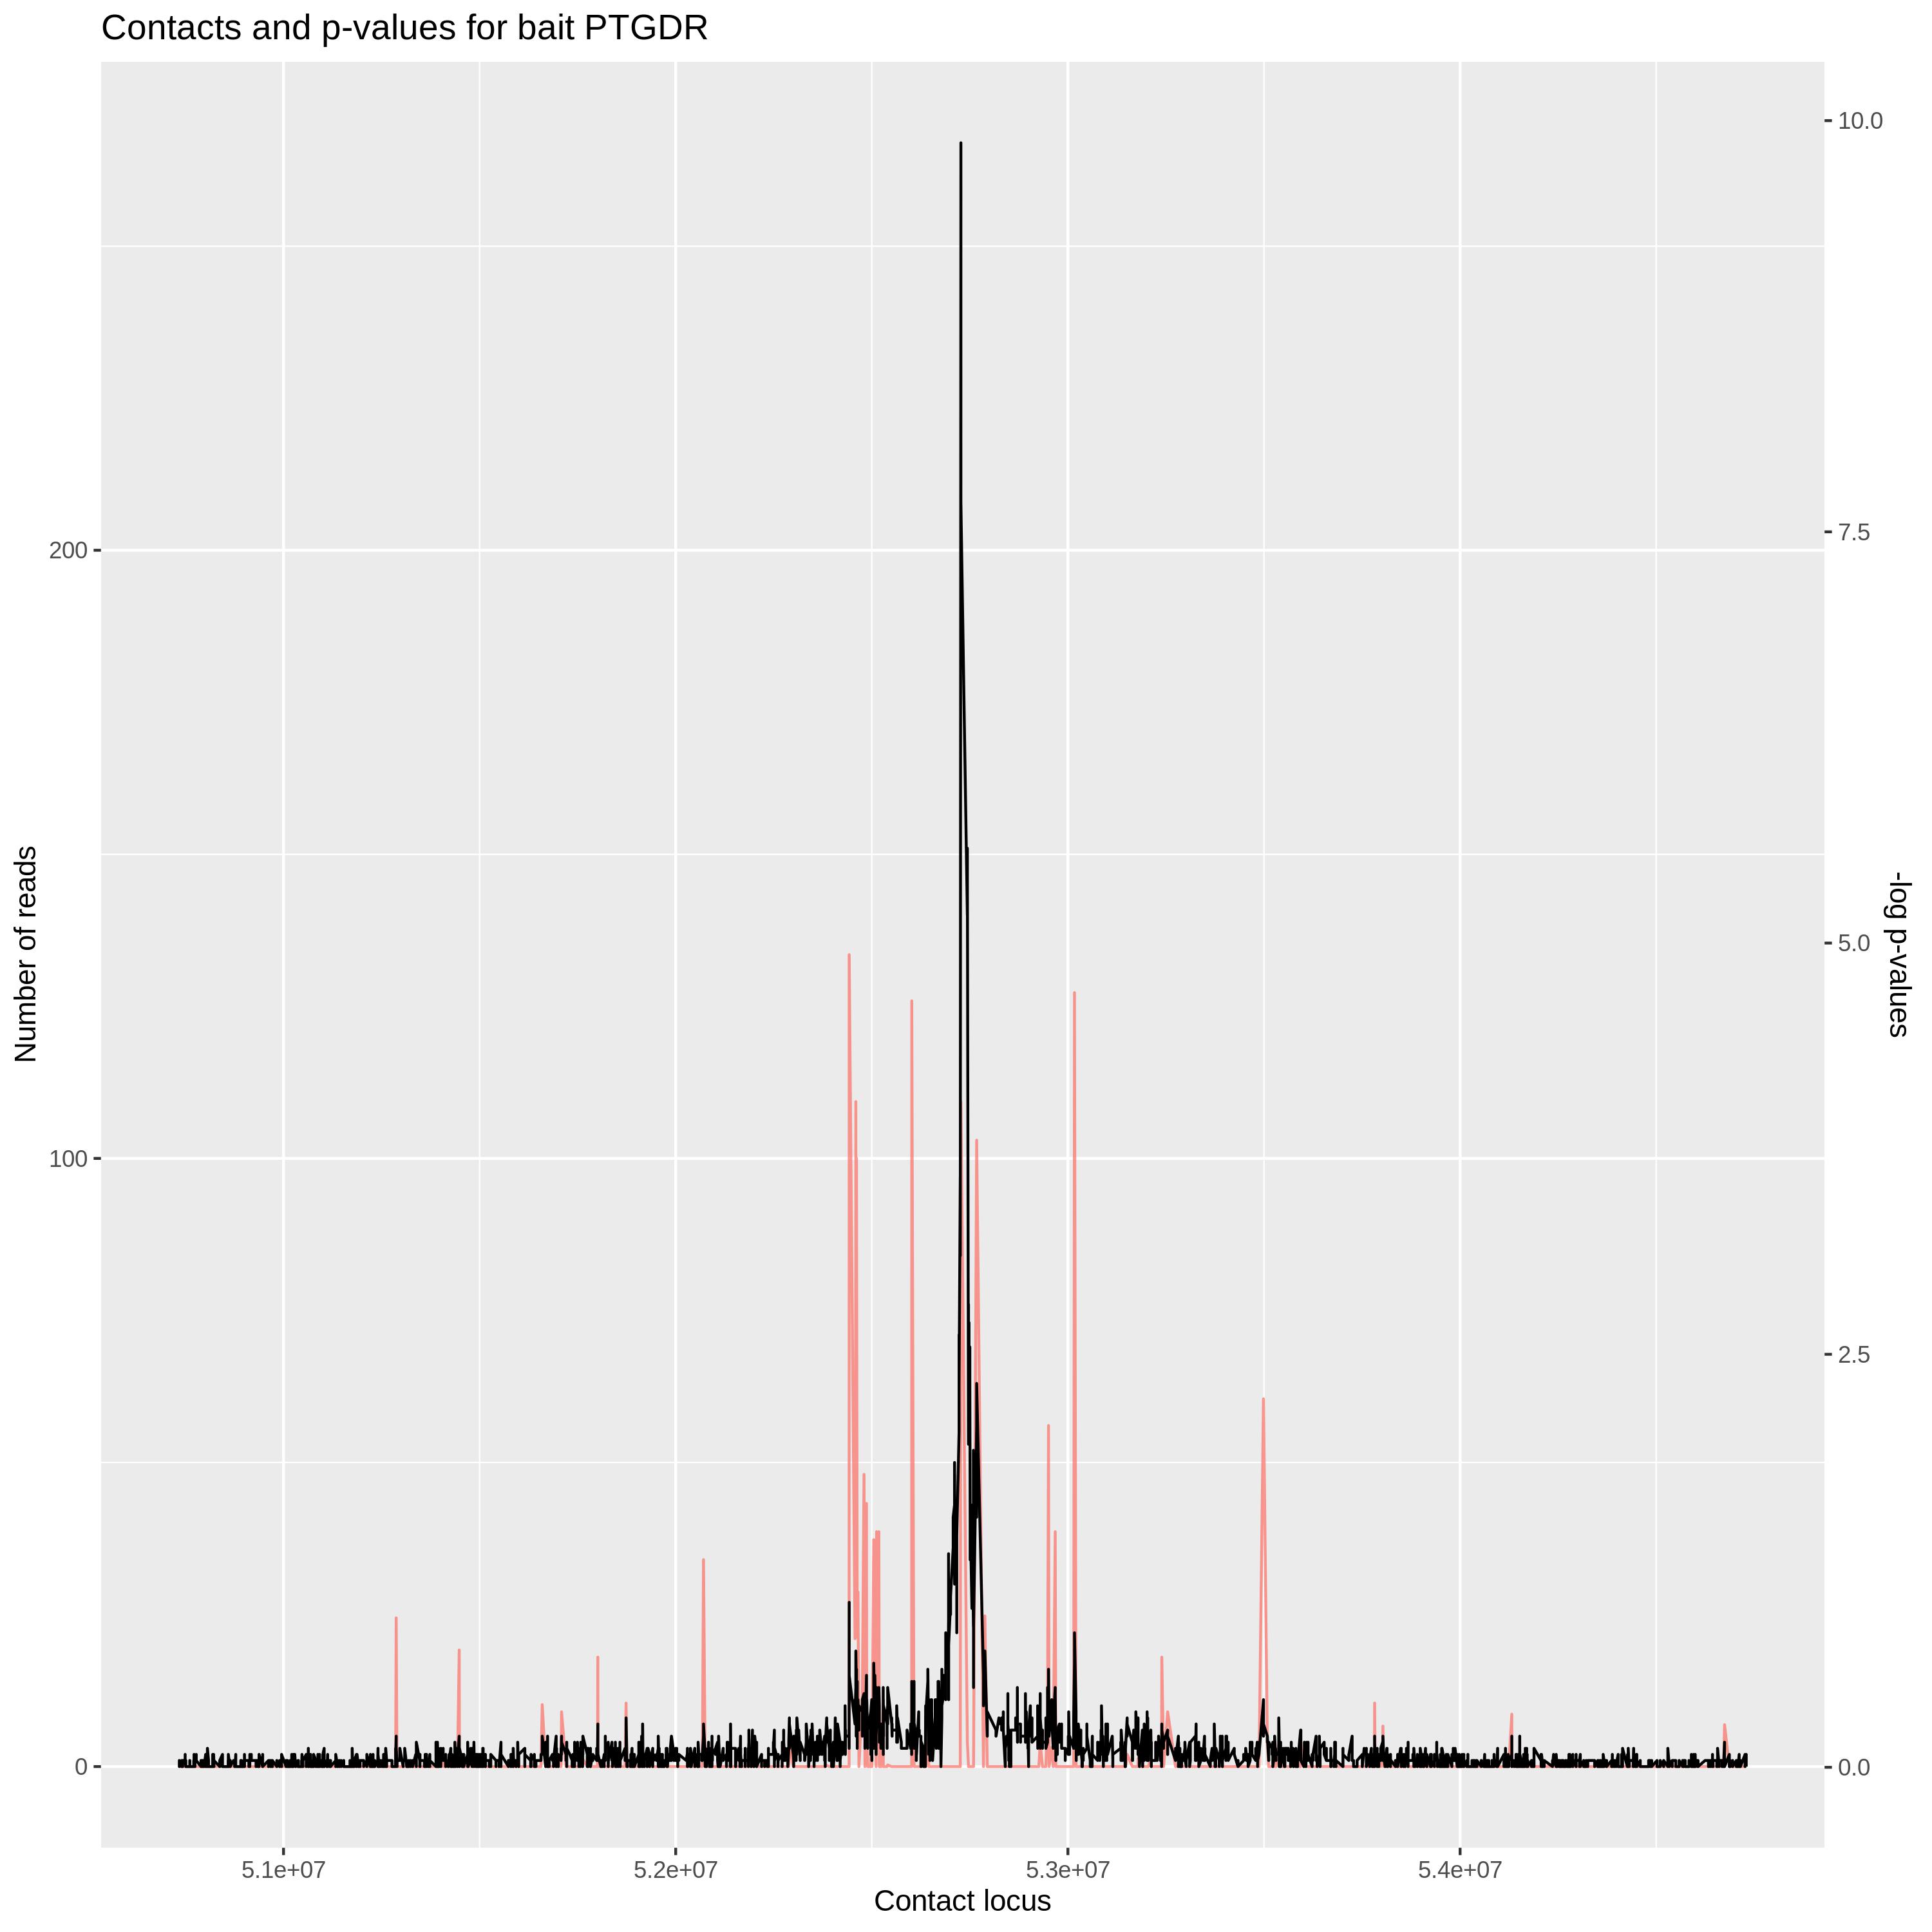 Contacts and p-values for bait PTGDR
10.0
7.5
200
5.0
Number of reads
-log p-values
100
2.5
0
0.0
5.1e+07
5.2e+07
5.3e+07
5.4e+07
Contact locus